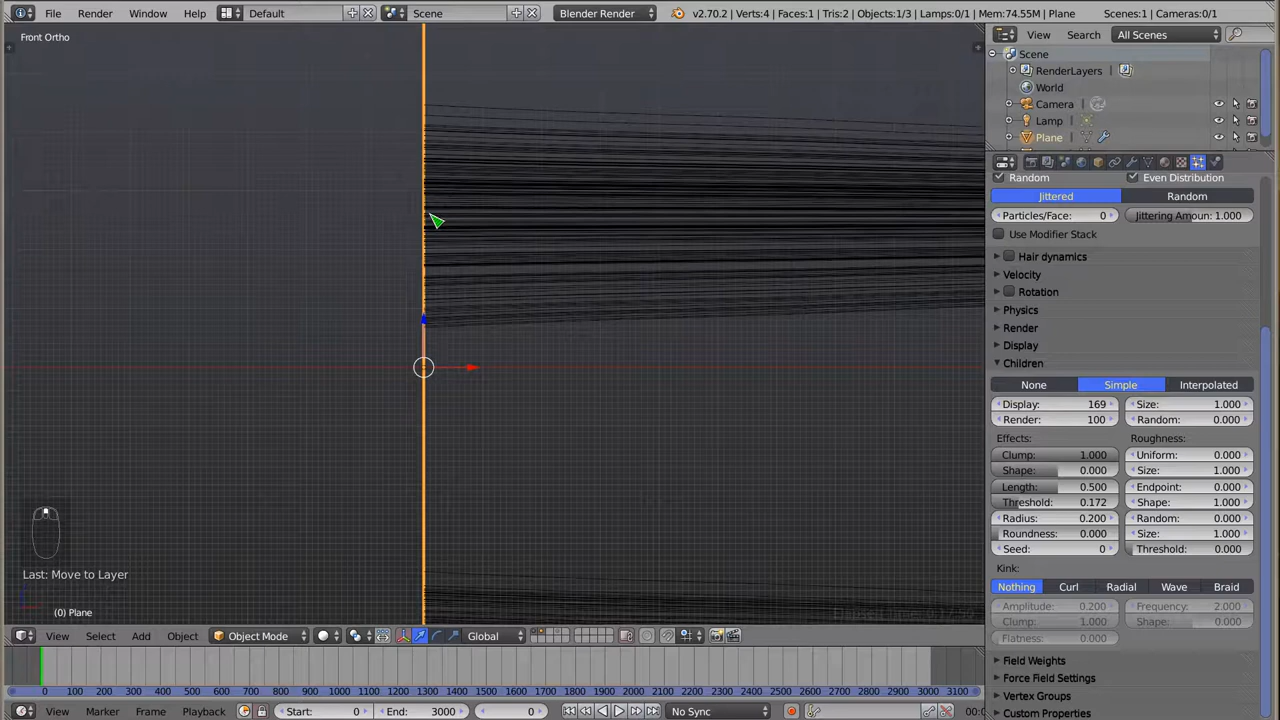 File Render Window Help Default Scene Blender Render v2.70.2 | Verts:4 | Faces:1 | Tris:2 | Objects:1/3 | Lamps:0/1 | Mem:74.55M | Plane Scenes:1 | Cameras:0/1
Front Ortho
View Search All Scenes
Scene
RenderLayers
World
Camera
Lamp
Plane
Random Even Distribution
Jittered Random
Particles/Face: 0 Jittering Amoun: 1.000
Use Modifier Stack
Hair dynamics
Velocity
Rotation
Physics
Render
Display
Children
None Simple Interpolated
Display: 169 Size: 1.000
Render: 100 Random: 0.000
Effects: Roughness:
Clump: 1.000 Uniform: 0.000
Shape: 0.000 Size: 1.000
Length: 0.500 Endpoint: 0.000
Threshold: 0.172 Shape: 1.000
Radius: 0.200 Random: 0.000
Roundness: 0.000 Size: 1.000
Seed: 0 Threshold: 0.000
Kink:
Nothing Curl Radial Wave Braid
Amplitude: 0.200 Frequency: 2.000
Clump: 1.000 Shape: 0.000
Flatness: 0.000
Field Weights
Force Field Settings
Vertex Groups
Custom Properties
Last: Move to Layer
(0) Plane
View Select Add Object Object Mode Global
0 100 200 300 400 500 600 700 800 900 1000 1100 1200 1300 1400 1500 1600 1700 1800 1900 2000 2100 2200 2300 2400 2500 2600 2700 2800 2900 3000 3100
View Marker Frame Playback Start: 0 End: 3000 0 No Sync